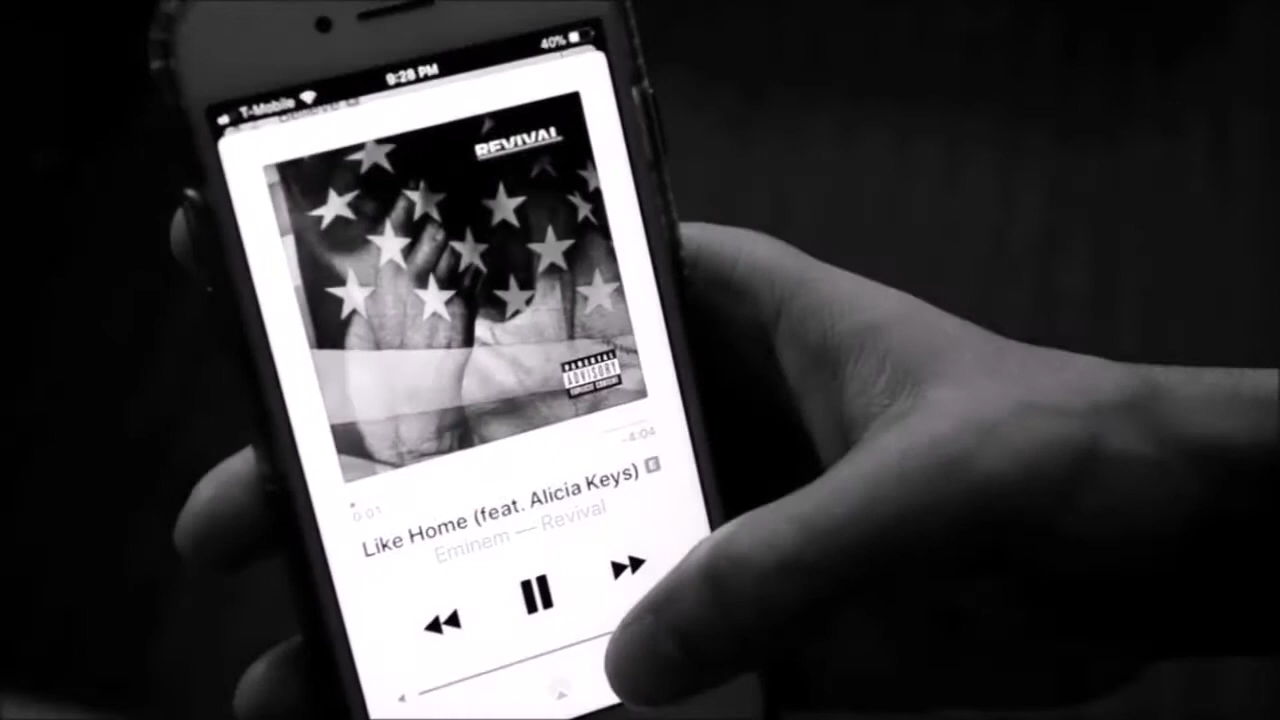 40%
T-Mobile 9:28 PM
REVIVAL
PARENTAL
ADVISORY
EXPLICIT CONTENT
0:01 -4:04
Like Home (feat. Alicia Keys) E
Eminem — Revival